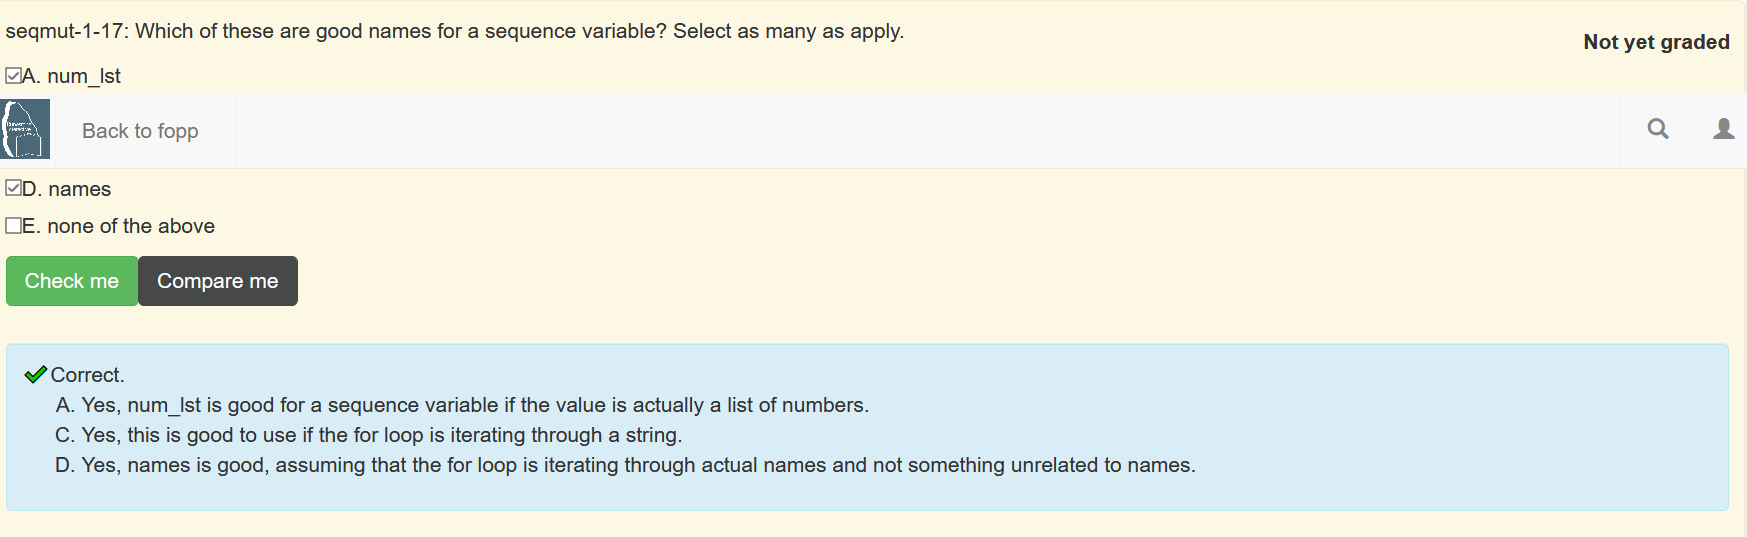 seqmut-1-17: Which of these are good names for a sequence variable? Select as many as apply.
Not yet graded
A. num_lst
Back to fopp
D. names
E. none of the above
Check me
Compare me
Correct.
A. Yes, num_lst is good for a sequence variable if the value is actually a list of numbers.
C. Yes, this is good to use if the for loop is iterating through a string.
D. Yes, names is good, assuming that the for loop is iterating through actual names and not something unrelated to names.